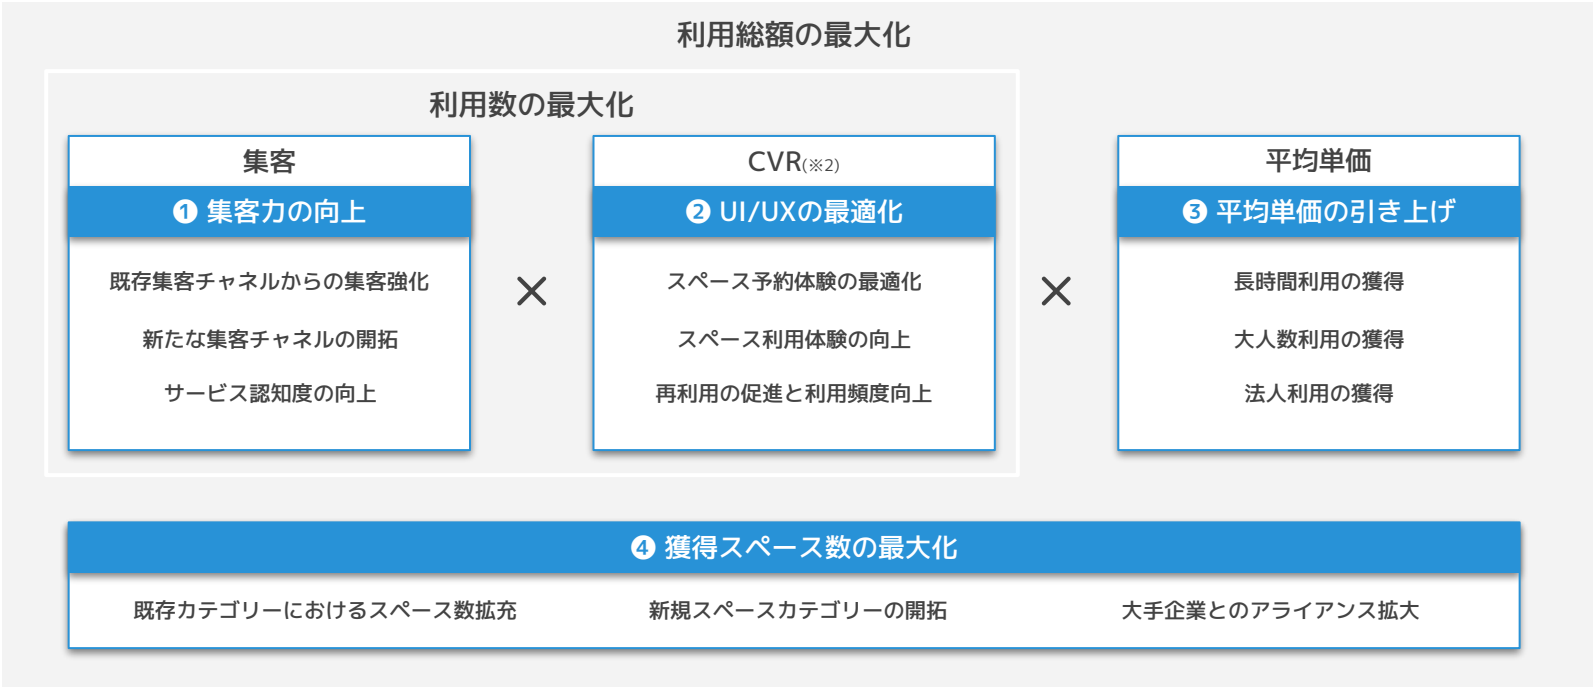 利用総額の最大化
利用数の最大化
集客
❶ 集客力の向上
既存集客チャネルからの集客強化
新たな集客チャネルの開拓
サービス認知度の向上
×
CVR(※2)
❷ UI/UXの最適化
スペース予約体験の最適化
スペース利用体験の向上
再利用の促進と利用頻度向上
×
平均単価
❸ 平均単価の引き上げ
長時間利用の獲得
大人数利用の獲得
法人利用の獲得
❹ 獲得スペース数の最大化
既存カテゴリーにおけるスペース数拡充
新規スペースカテゴリーの開拓
大手企業とのアライアンス拡大